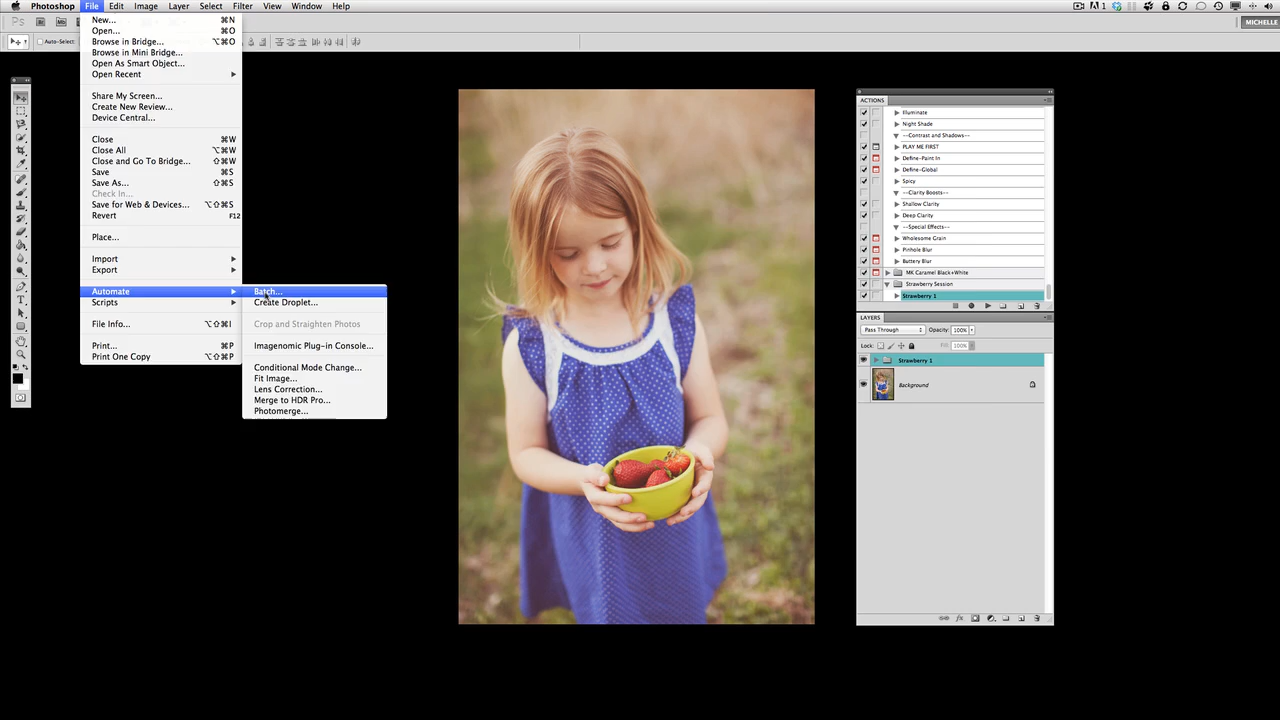 Photoshop File Edit Image Layer Select Filter View Window Help
1
Ps Mb
MICHELLE
Auto-Select:
New... ⌘N
Open... ⌘O
Browse in Bridge... ⌥⌘O
Browse in Mini Bridge...
Open As Smart Object...
Open Recent
Share My Screen...
Create New Review...
Device Central...
Close ⌘W
Close All ⌥⌘W
Close and Go To Bridge... ⇧⌘W
Save ⌘S
Save As... ⇧⌘S
Check In...
Save for Web & Devices... ⌥⇧⌘S
Revert F12
Place...
Import
Export
Automate
Scripts
File Info... ⌥⇧⌘I
Print... ⌘P
Print One Copy ⌥⇧⌘P
Batch...
Create Droplet...
Crop and Straighten Photos
Imagenomic Plug-in Console...
Conditional Mode Change...
Fit Image...
Lens Correction...
Merge to HDR Pro...
Photomerge...
ACTIONS
Illuminate
Night Shade
--Contrast and Shadows--
PLAY ME FIRST
Define-Paint In
Define-Global
Spicy
--Clarity Boosts--
Shallow Clarity
Deep Clarity
--Special Effects--
Wholesome Grain
Pinhole Blur
Buttery Blur
MK Caramel Black+White
Strawberry Session
Strawberry 1
LAYERS
Pass Through Opacity: 100%
Lock: Fill: 100%
Strawberry 1
Background